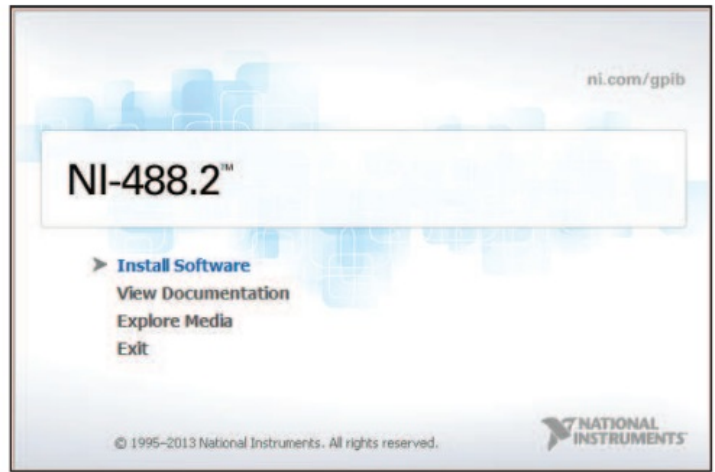 ni.com/gpib
NI-488.2™
Install Software
View Documentation
Explore Media
Exit
© 1995–2013 National Instruments. All rights reserved.
NATIONAL
INSTRUMENTS